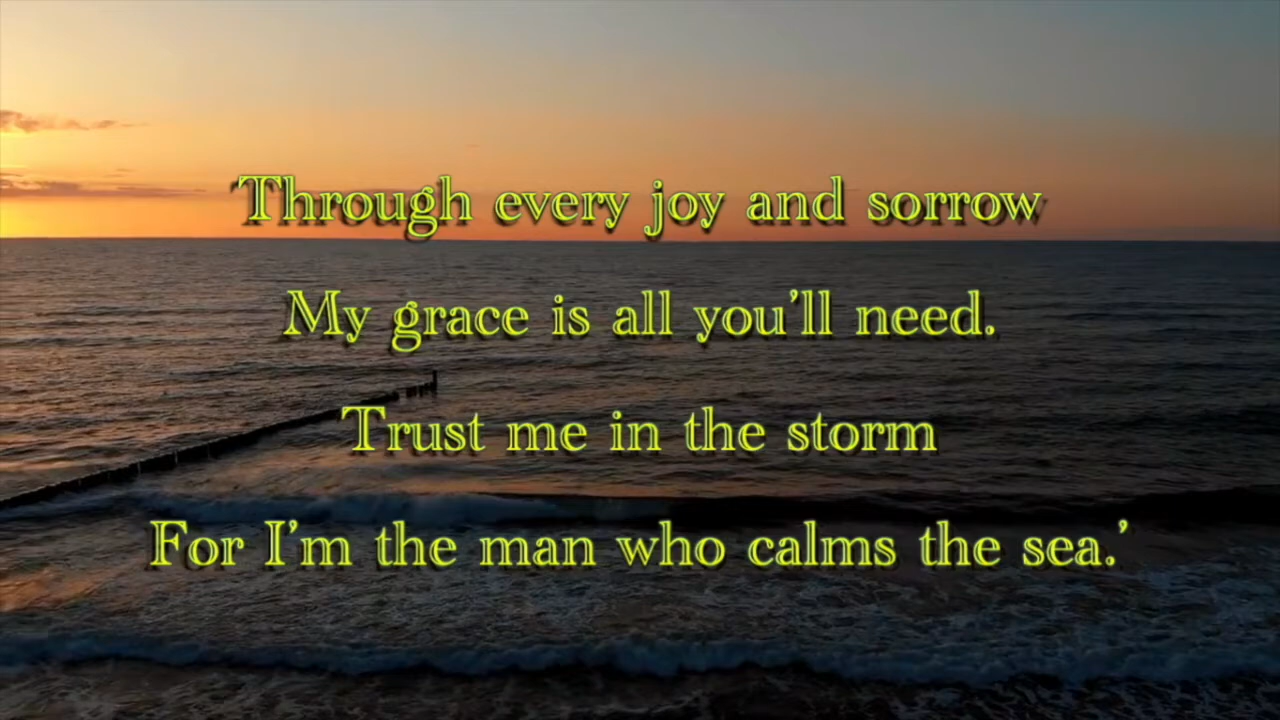 Through every joy and sorrow
My grace is all you'll need.
Trust me in the storm
For I'm the man who calms the sea.'